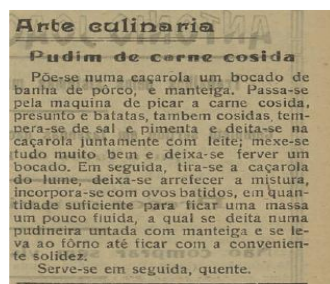 Arte culinaria
Pudim de carne cosida
Põe-se numa caçarola um bocado de
banha de pôrco, e manteiga. Passa-se
pela maquina de picar a carne cosida,
presunto e batatas, tambem cosidas, tem-
pera-se de sal e pimenta e deita-se na
caçarola juntamente com leite; mexe-se
tudo muito bem e deixa-se ferver um
bocado. Em seguida, tira-se a caçarola
do lume, deixa-se arrefecer a mistura,
incorpora-se com ovos batidos, em quan-
tidade suficiente para ficar uma massa
um pouco fluida, a qual se deita numa
pudineira untada com manteiga e se le-
va ao fôrno até ficar com a convenien-
te solidez.
Serve-se em seguida, quente.